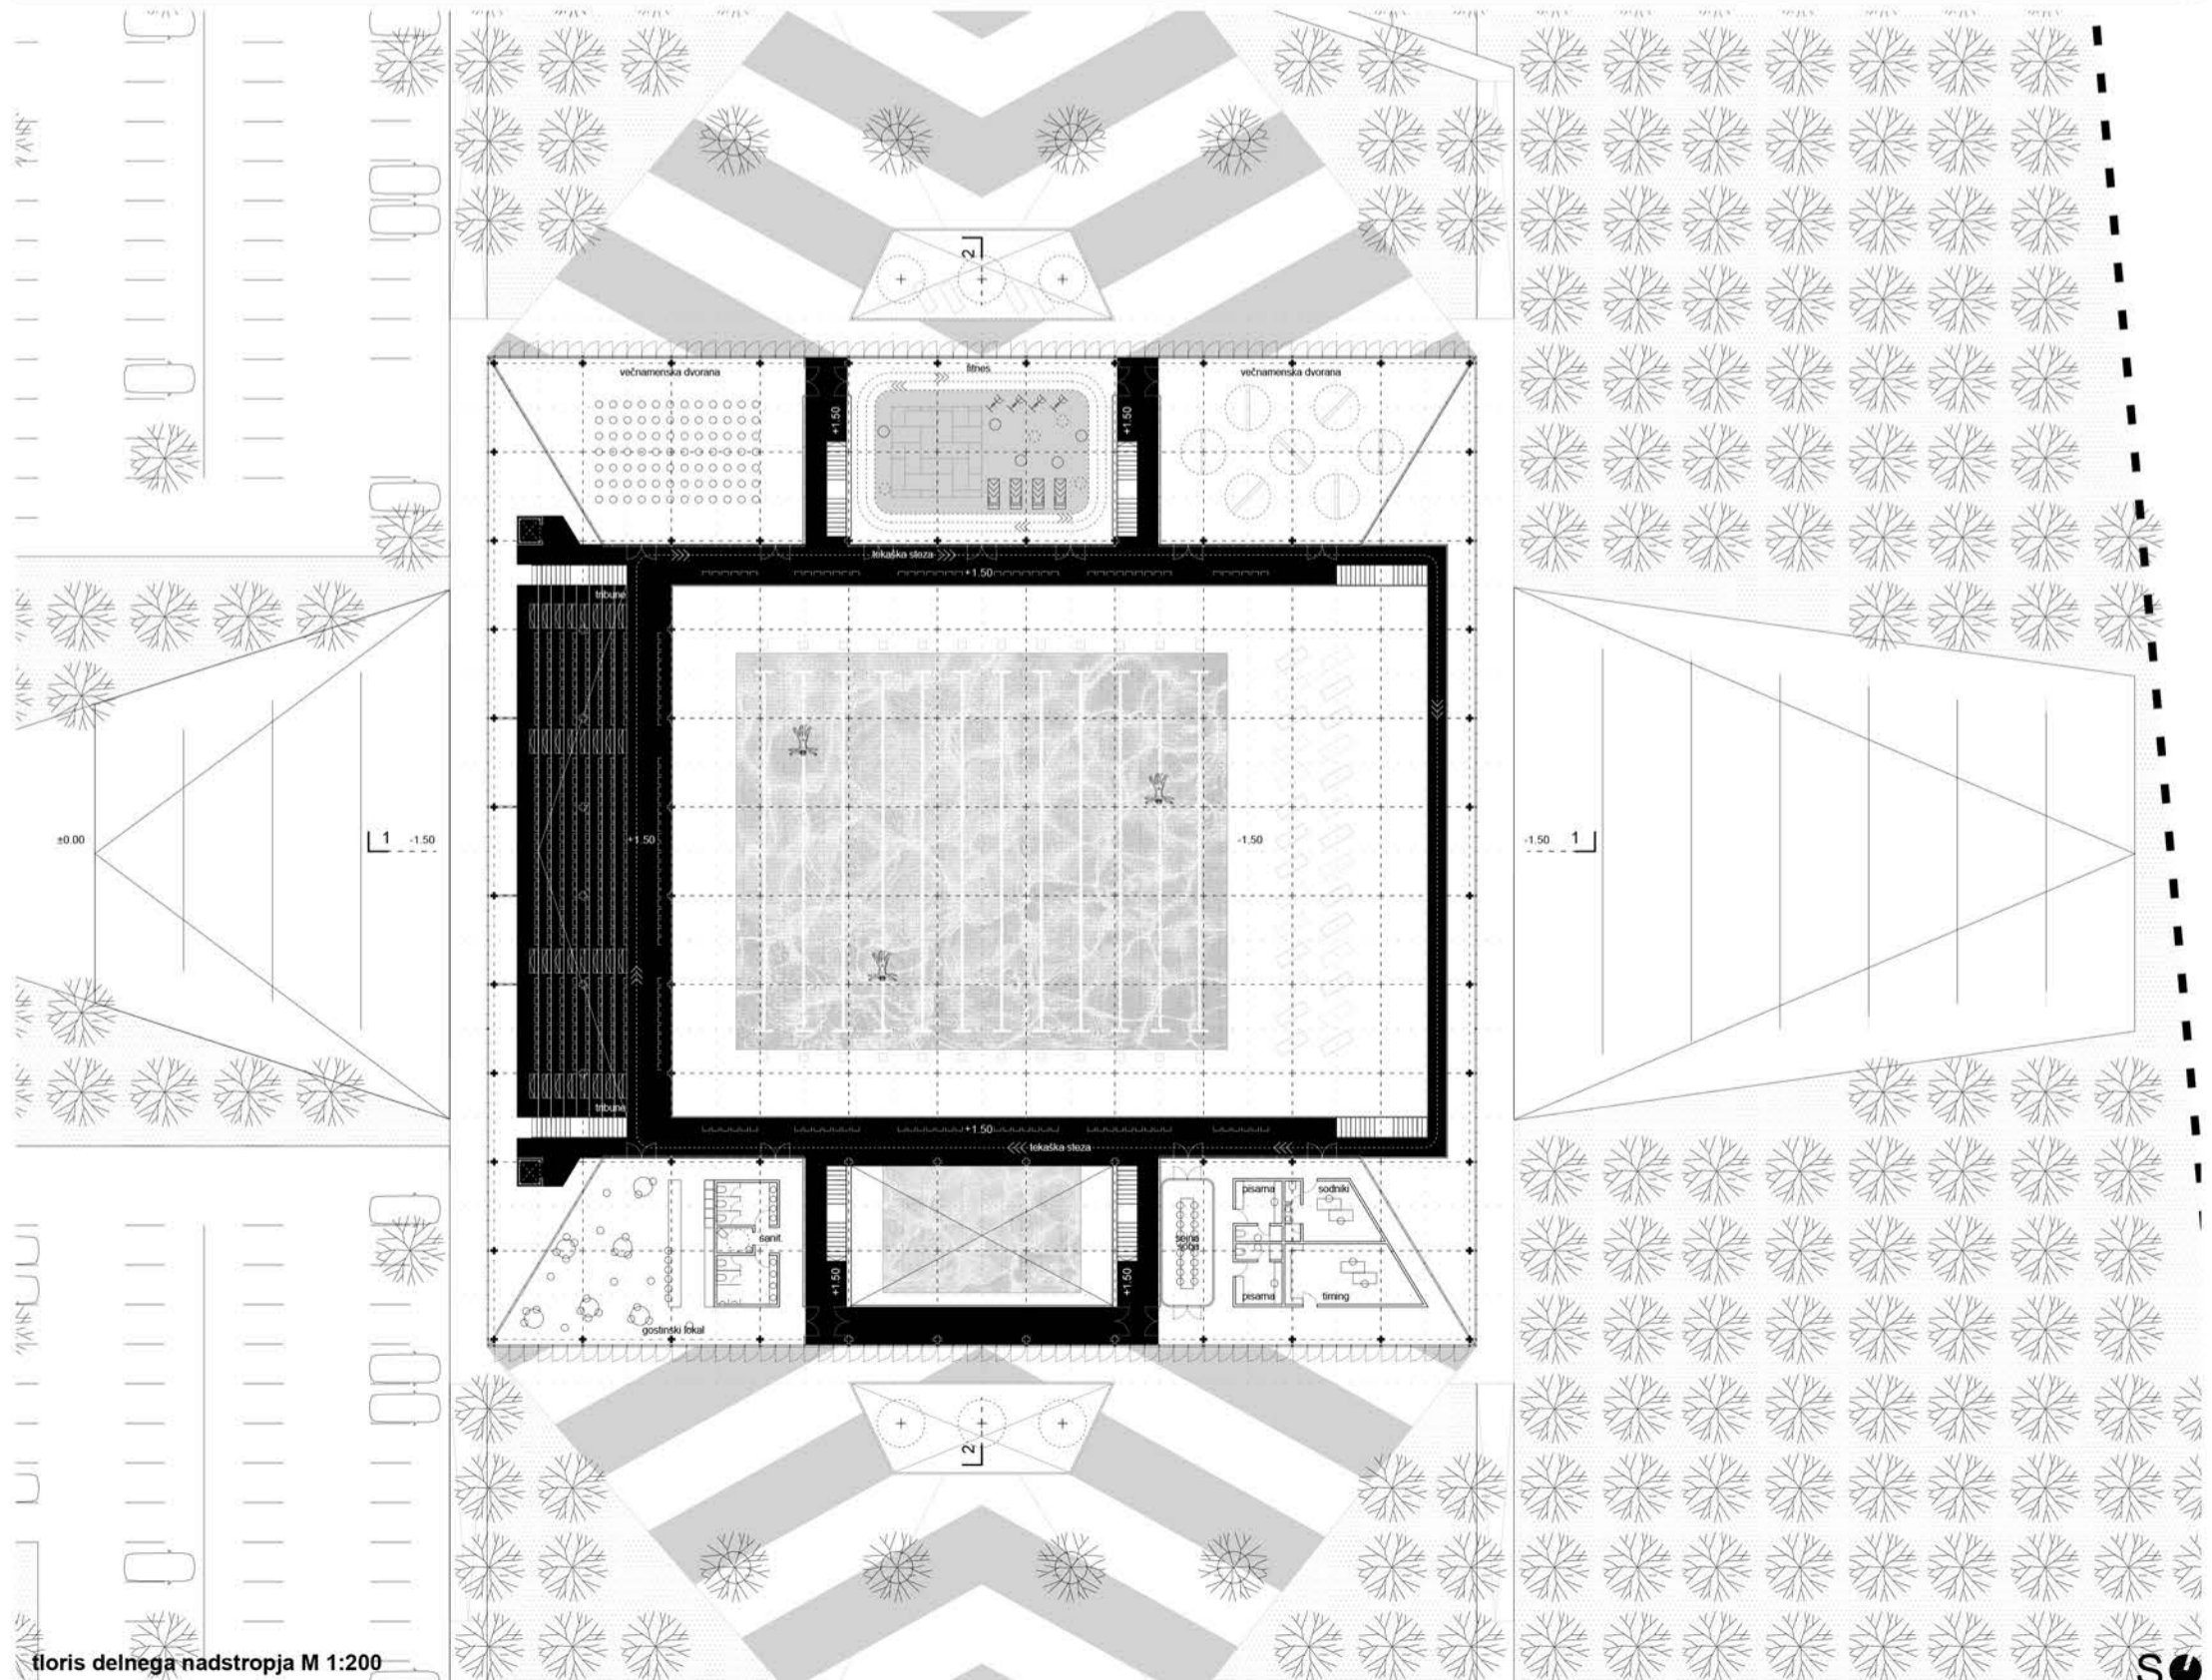 2
večnamenska dvorana
fitnes
večnamenska dvorana
+1.50
+1.50
tekaška steza
+1.50
tribune
±0.00
1
-1.50
+1.50
-1.50
-1.50
1
tribune
+1.50
tekaška steza
pisarna
sodniki
sanit.
sejna
soba
+1.50
+1.50
pisarna
timing
gostinski lokal
2
tloris delnega nadstropja M 1:200
S